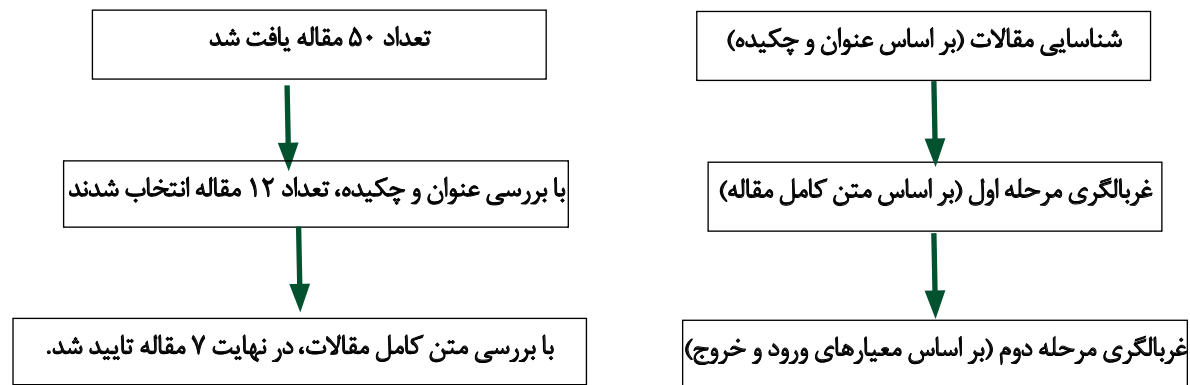 شناسایی مقالات (بر اساس عنوان و چکیده)
تعداد ۵۰ مقاله یافت شد
غربالگری مرحله اول (بر اساس متن کامل مقاله)
با بررسی عنوان و چکیده، تعداد ۱۲ مقاله انتخاب شدند
غربالگری مرحله دوم (بر اساس معیارهای ورود و خروج)
با بررسی متن کامل مقالات، در نهایت ۷ مقاله تایید شد.